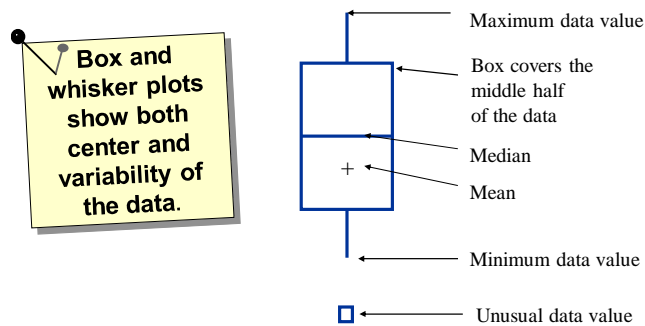 Box and
whisker plots
show both
center and
variability of
the data.
Maximum data value
Box covers the
middle half
of the data
Median
+
Mean
Minimum data value
Unusual data value